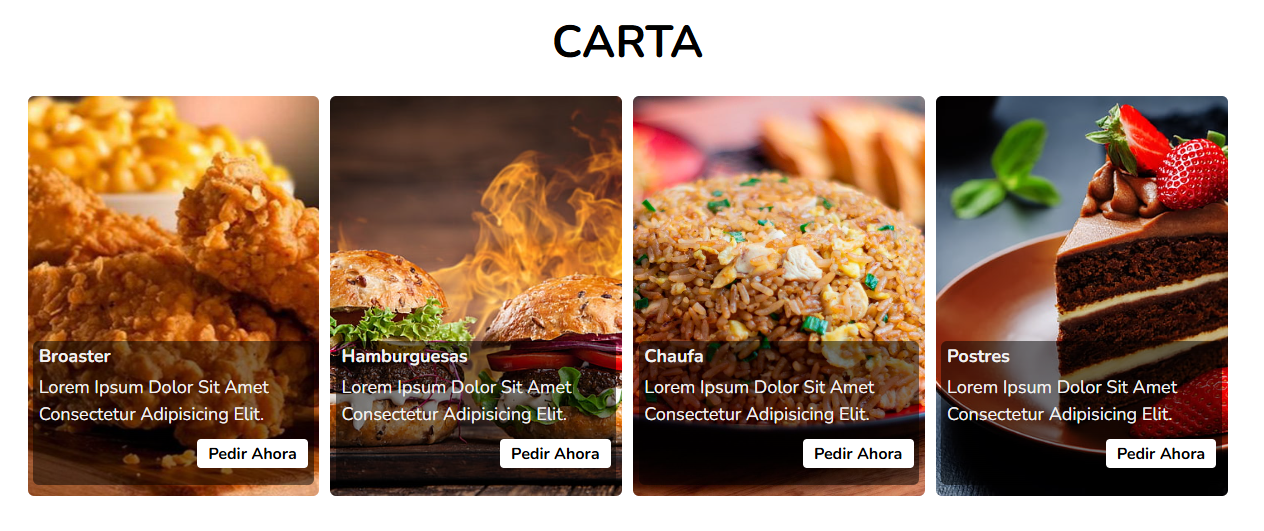 CARTA
Broaster
Lorem Ipsum Dolor Sit Amet
Consectetur Adipisicing Elit.
Pedir Ahora
Hamburguesas
Lorem Ipsum Dolor Sit Amet
Consectetur Adipisicing Elit.
Pedir Ahora
Chaufa
Lorem Ipsum Dolor Sit Amet
Consectetur Adipisicing Elit.
Pedir Ahora
Postres
Lorem Ipsum Dolor Sit Amet
Consectetur Adipisicing Elit.
Pedir Ahora